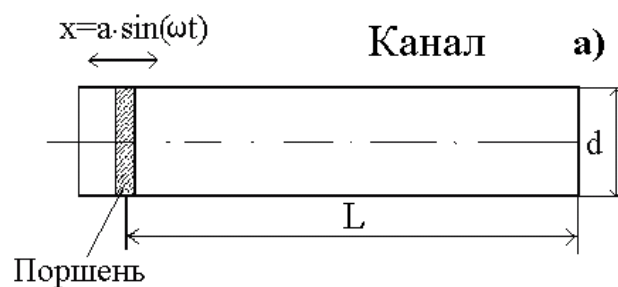 x=a·sin(ωt)
Канал
а)
d
L
Поршень